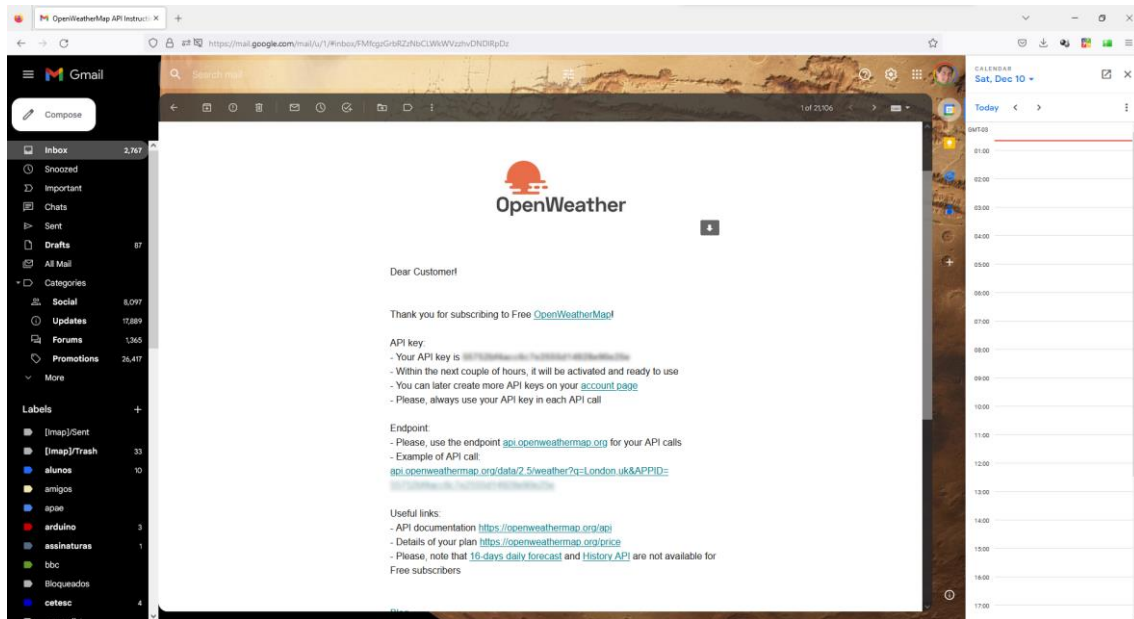 OpenWeatherMap API Instructi
https://mail.google.com/mail/u/1/#inbox/FMfcgzGrbRZzNbCLWkWVzzhvDNDlRpDz
Gmail
Search mail
Compose
1 of 21,106
Inbox 2,767
Snoozed
Important
Chats
Sent
Drafts 87
All Mail
Categories
Social 8,097
Updates 17,889
Forums 1,365
Promotions 26,417
More
Labels
[Imap]/Sent
[Imap]/Trash 33
alunos 10
amigos
apae
arduino 3
assinaturas 1
bbc
Bloqueados
cetesc 4
OpenWeather
Dear Customer!
Thank you for subscribing to Free OpenWeatherMap!
API key:
- Your API key is
- Within the next couple of hours, it will be activated and ready to use
- You can later create more API keys on your account page
- Please, always use your API key in each API call
Endpoint:
- Please, use the endpoint api.openweathermap.org for your API calls
- Example of API call:
api.openweathermap.org/data/2.5/weather?q=London,uk&APPID=
Useful links:
- API documentation https://openweathermap.org/api
- Details of your plan https://openweathermap.org/price
- Please, note that 16-days daily forecast and History API are not available for
Free subscribers
Blog
CALENDAR
Sat, Dec 10
Today
GMT-03
01:00
02:00
03:00
04:00
05:00
06:00
07:00
08:00
09:00
10:00
11:00
12:00
13:00
14:00
15:00
16:00
17:00